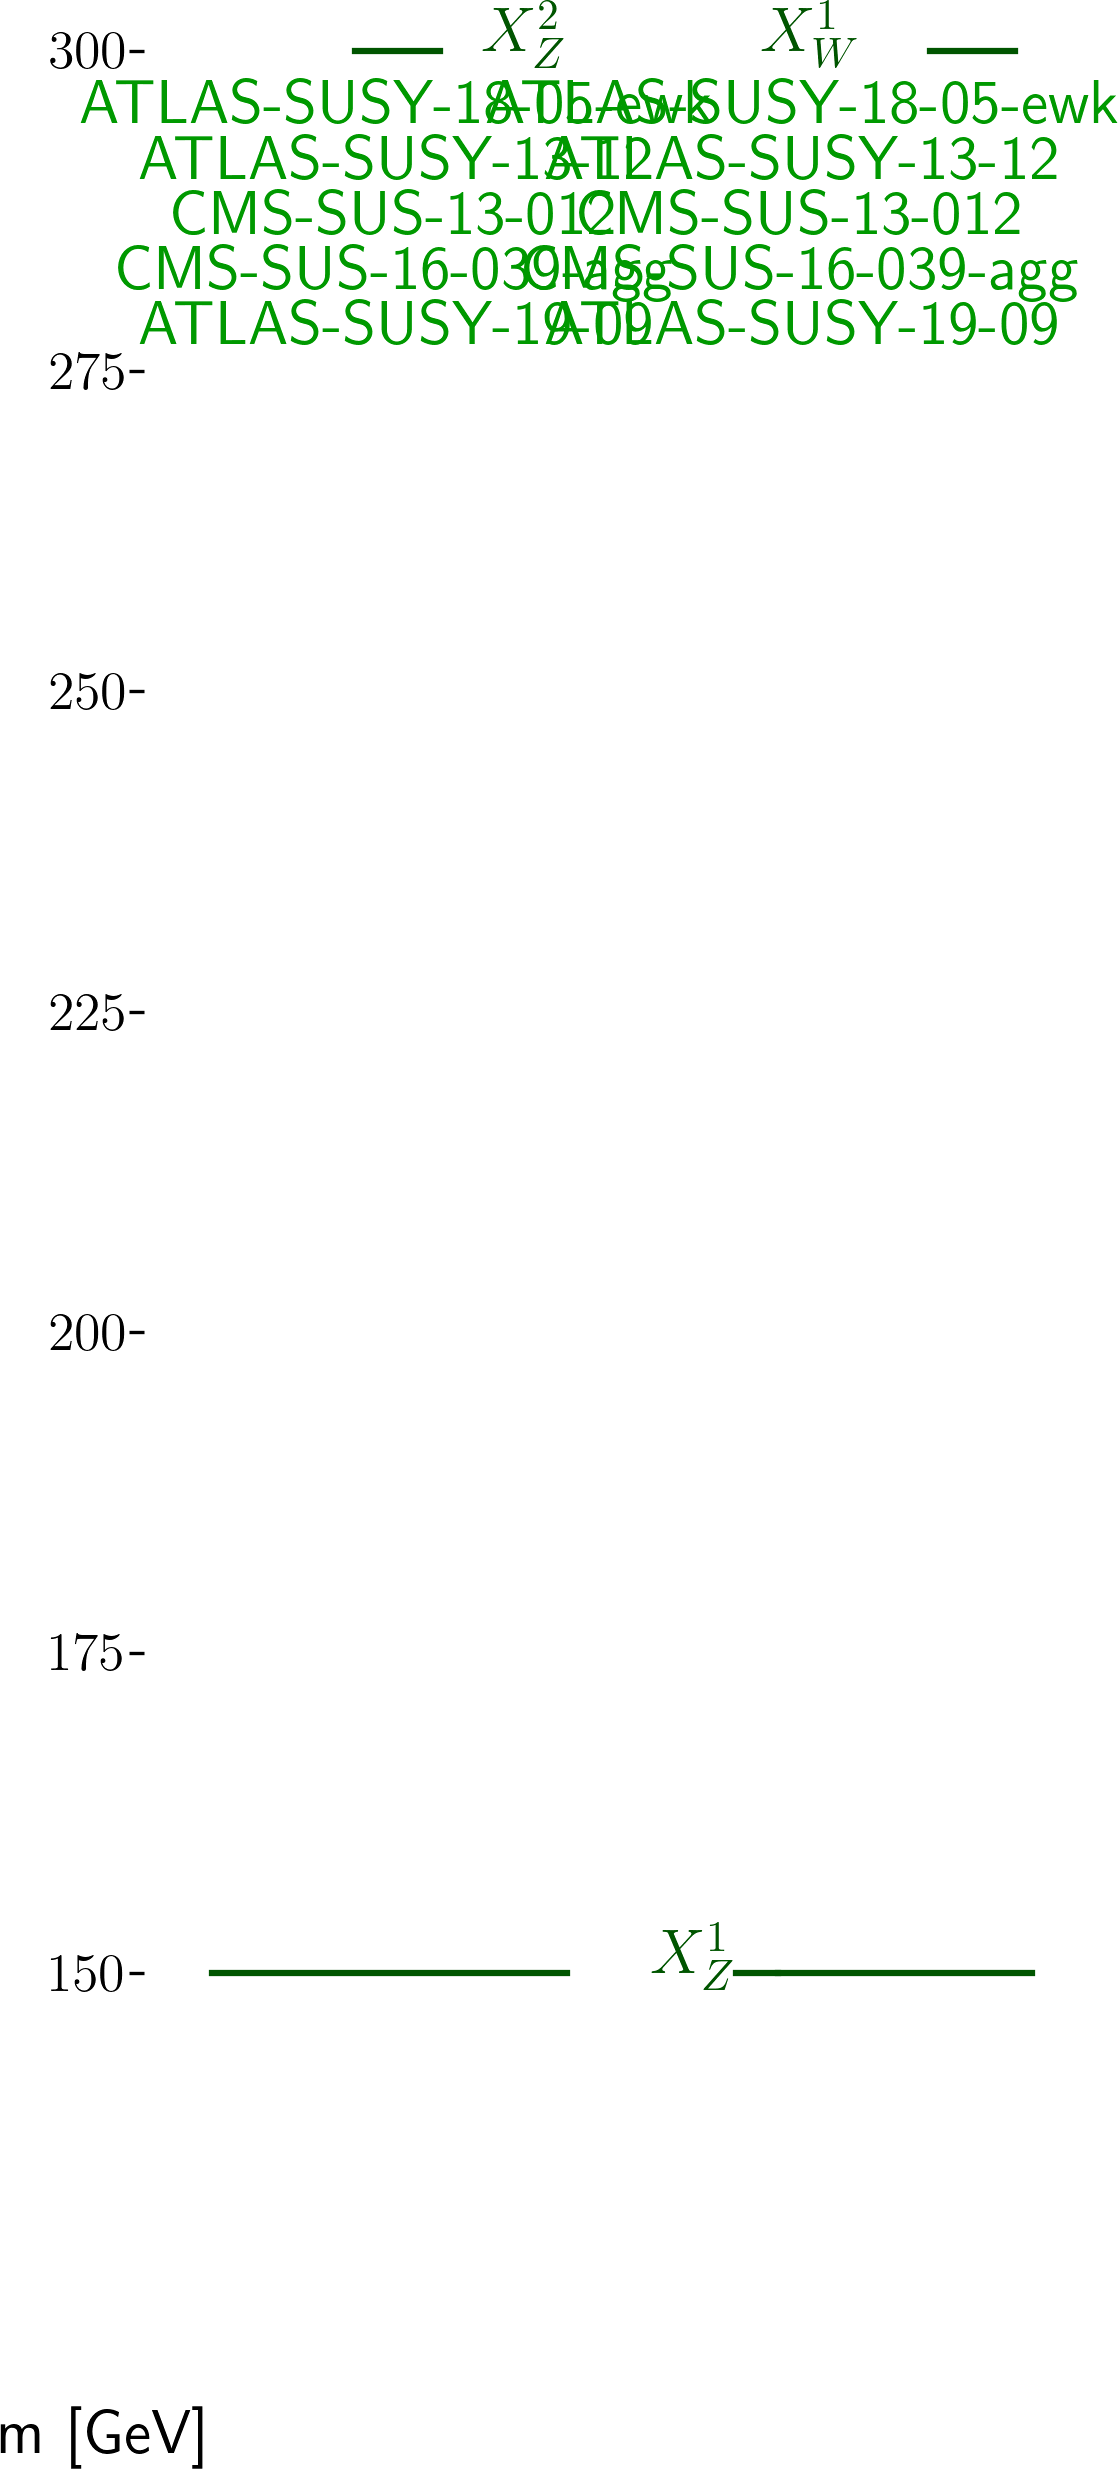 300- X_Z^2 X_W^1
ATLAS-SUSY-18-05-ewk ATLAS-SUSY-18-05-ewk
ATLAS-SUSY-13-12 ATLAS-SUSY-13-12
CMS-SUS-13-012 CMS-SUS-13-012
CMS-SUS-16-039-agg CMS-SUS-16-039-agg
ATLAS-SUSY-19-09 ATLAS-SUSY-19-09
275-
250-
225-
200-
175-
150- X_Z^1
m [GeV]